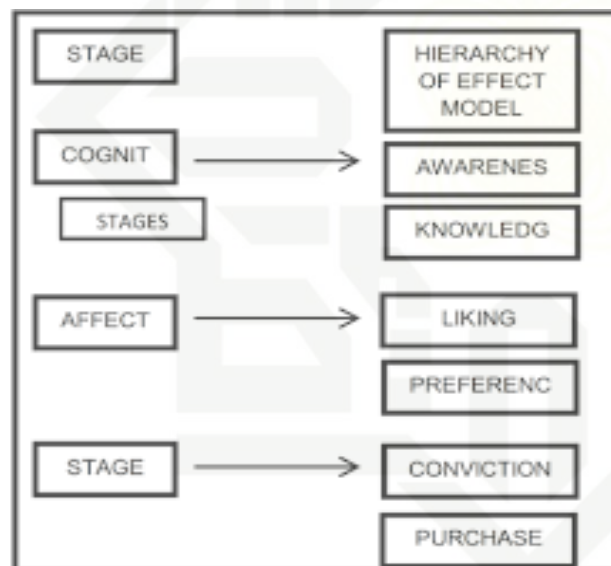 STAGE
HIERARCHY
OF EFFECT
MODEL
COGNIT
AWARENES
STAGES
KNOWLEDG
AFFECT
LIKING
PREFERENC
STAGE
CONVICTION
PURCHASE